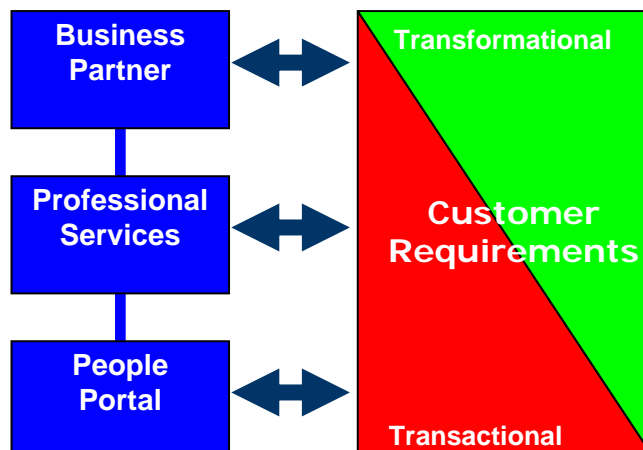 Business
Partner
Professional
Services
People
Portal
Transformational
Customer
Requirements
Transactional